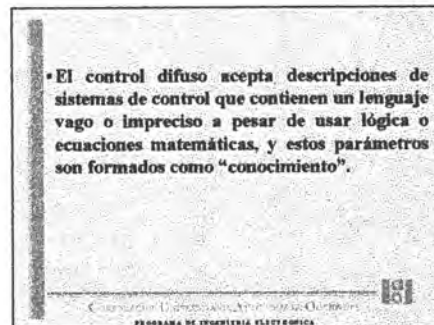 •El control difuso acepta descripciones de
sistemas de control que contienen un lenguaje
vago o impreciso a pesar de usar lógica o
ecuaciones matemáticas, y estos parámetros
son formados como “conocimiento”.
PROGRAMA DE INGENIERIA ELECTRONICA